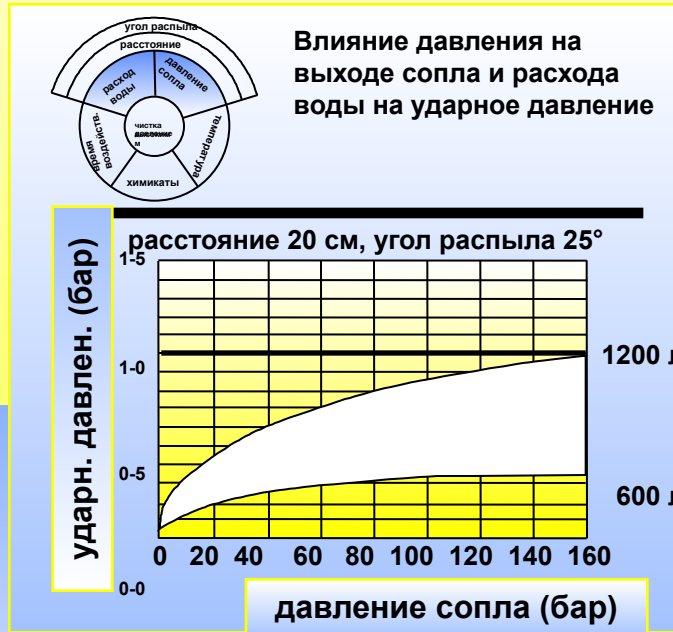 угол распыла
расстояние
расход
воды
давление
сопла
время
воздейств.
чистка
м
температура
химикаты
Влияние давления на
выходе сопла и расхода
воды на ударное давление
расстояние 20 см, угол распыла 25°
ударн. давлен. (бар)
1-5
1-0
0-5
0-0
1200 л
600 л
0 20 40 60 80 100 120 140 160
давление сопла (бар)